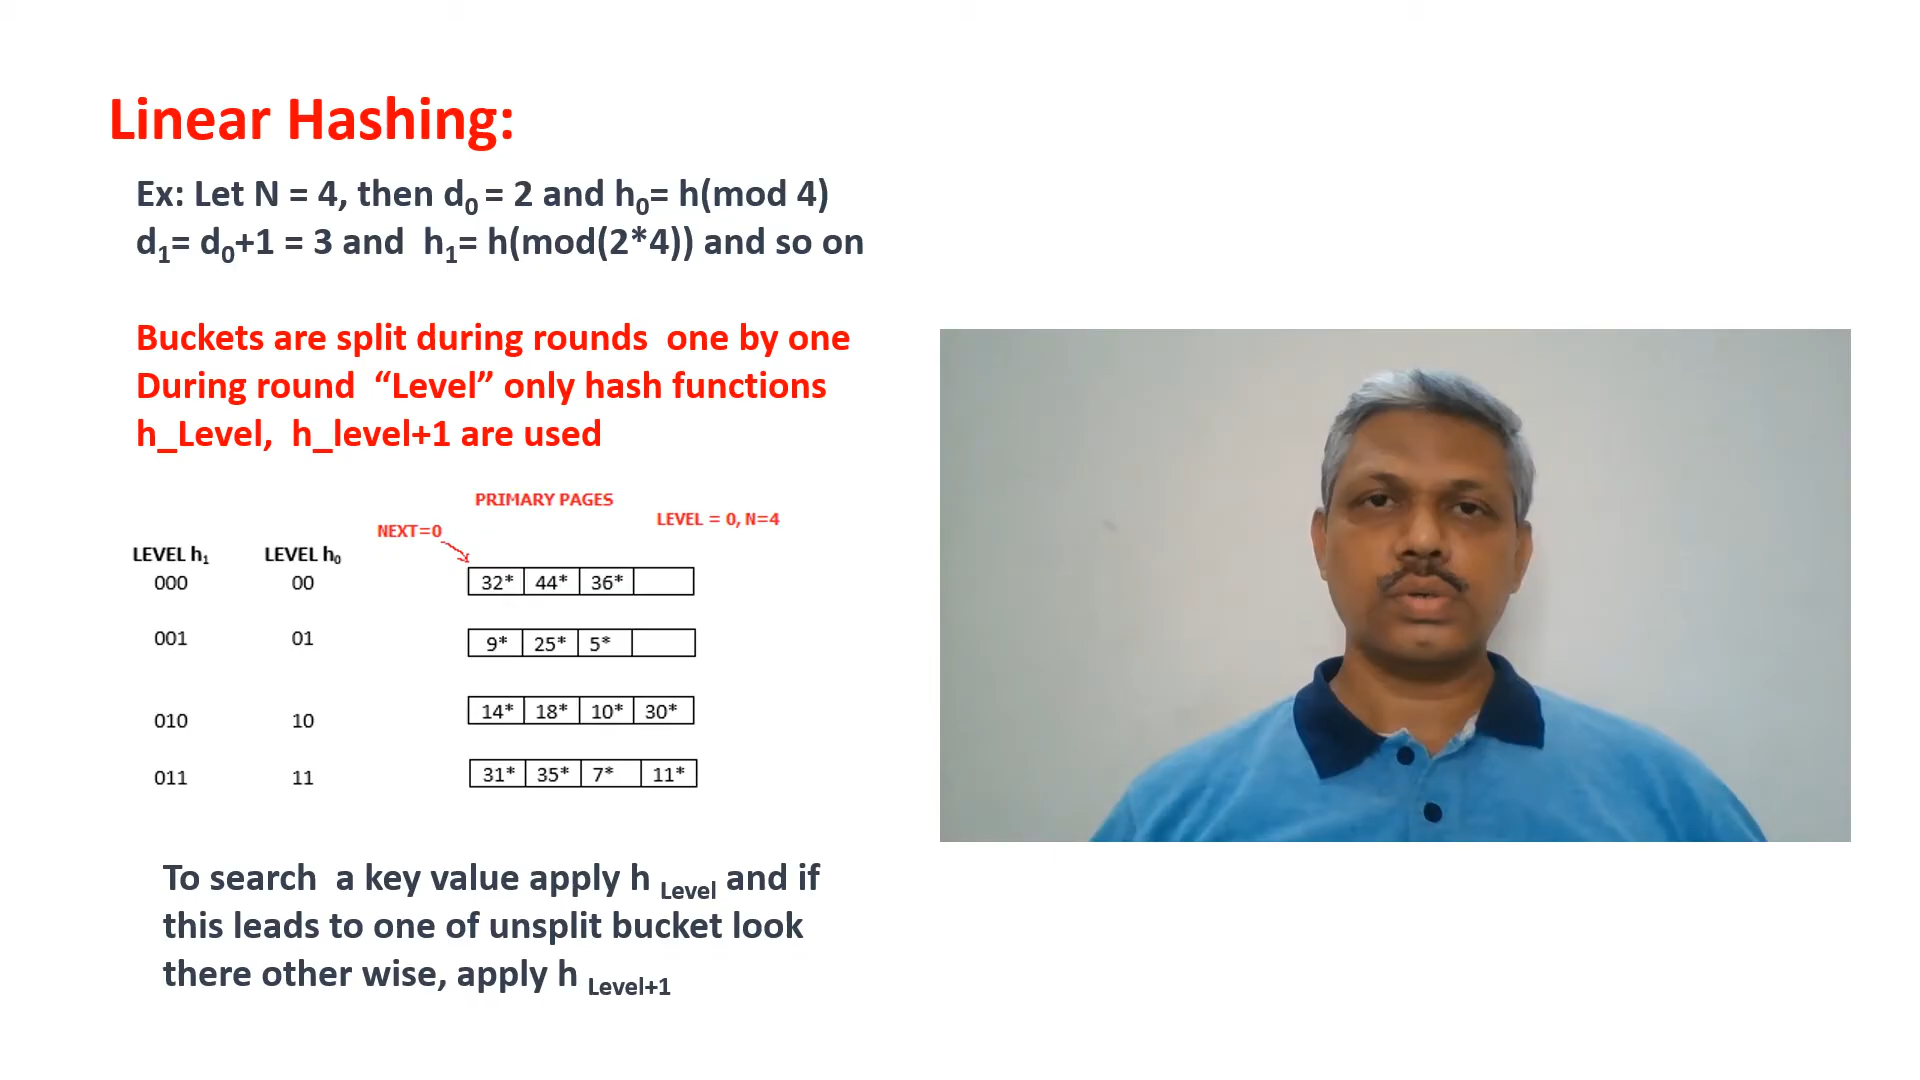 Linear Hashing:
Ex: Let N = 4, then d0 = 2 and h0= h(mod 4)
d1= d0+1 = 3 and h1= h(mod(2*4)) and so on
Buckets are split during rounds one by one
During round “Level” only hash functions
h_Level, h_level+1 are used
PRIMARY PAGES
LEVEL = 0, N=4
NEXT=0
LEVEL h1 LEVEL h0
000 00 32* 44* 36*
001 01 9* 25* 5*
010 10 14* 18* 10* 30*
011 11 31* 35* 7* 11*
To search a key value apply h Level and if
this leads to one of unsplit bucket look
there other wise, apply h Level+1